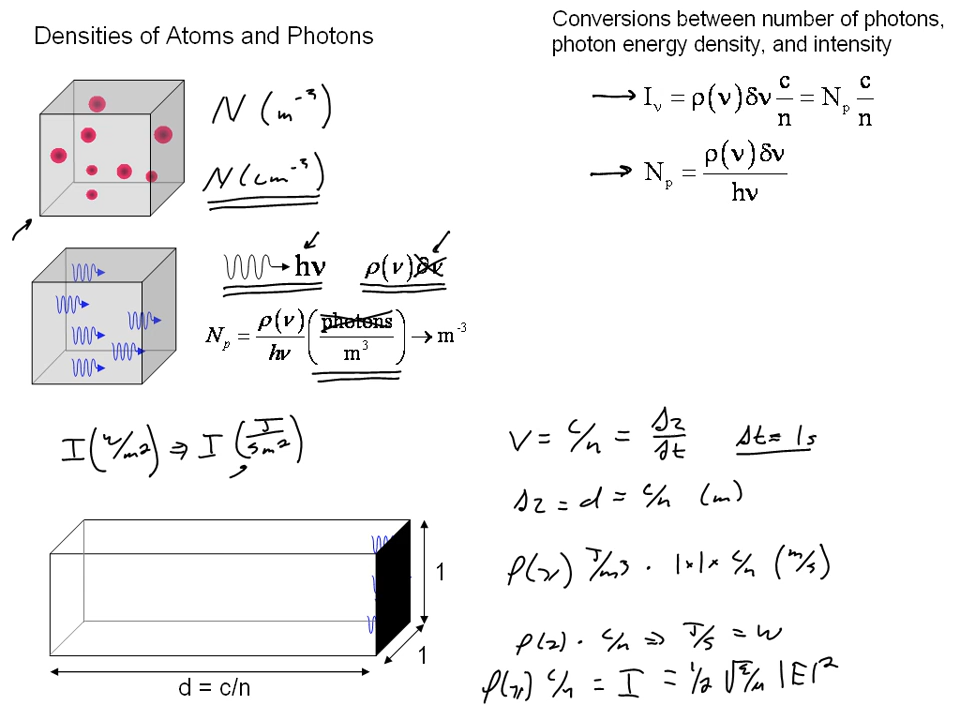 Densities of Atoms and Photons
N (m⁻³)
N (cm⁻³)
hν ρ(ν)δν
Nₚ = ρ(ν)/hν (photons/m³) → m⁻³
I (W/m²) ⇒ I (J/sm²)
1
1
d = c/n
Conversions between number of photons,
photon energy density, and intensity
→ Iᵥ = ρ(ν)δν c/n = Nₚ c/n
→ Nₚ = ρ(ν)δν/hν
V = c/n = Δz/Δt Δt = 1s
Δz = d = c/n (m)
ρ(ν) J/m³ · 1×1× c/n (m/s)
ρ(ν) · c/n ⇒ J/s = W
ρ(ν) c/n = I = 1/2 √ε/μ |E|²